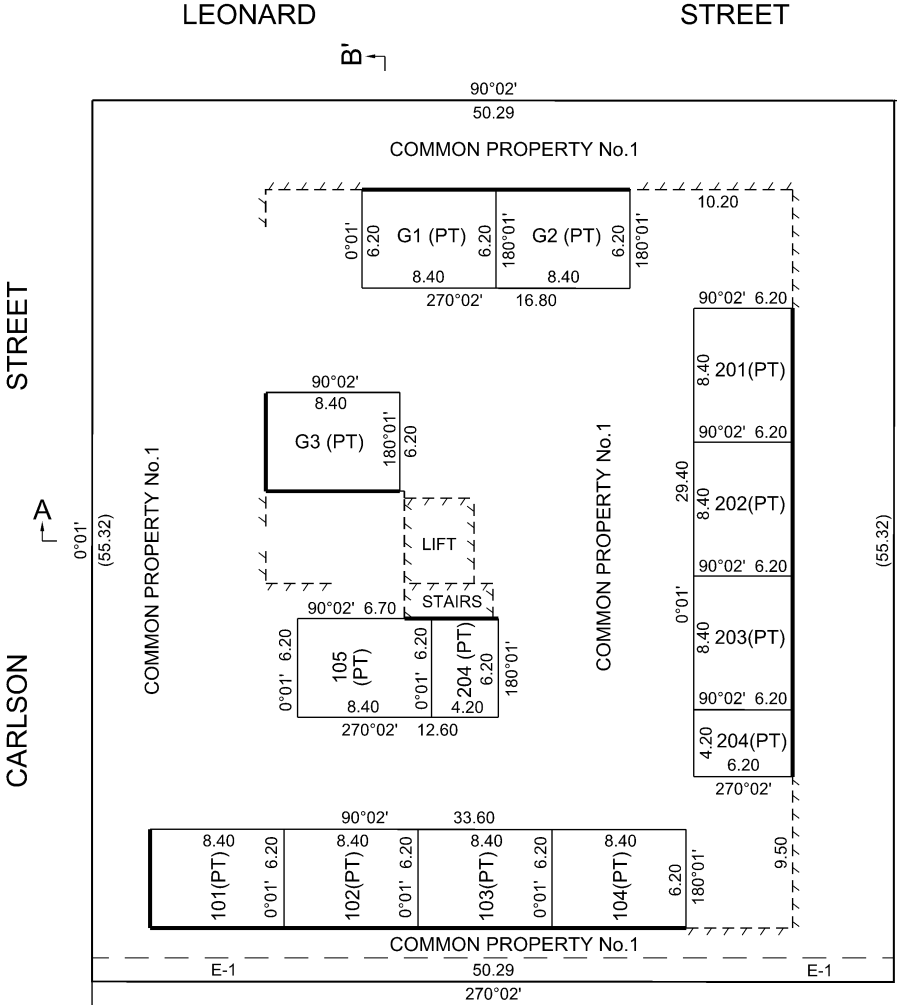 LEONARD STREET
B'
90°02'
50.29
COMMON PROPERTY No.1
10.20
0°01'
6.20
G1 (PT)
6.20
180°01'
G2 (PT)
6.20
180°01'
8.40
8.40
270°02' 16.80
90°02' 6.20
8.40
201(PT)
90°02' 6.20
29.40
8.40
202(PT)
90°02' 6.20
0°01'
8.40
203(PT)
90°02' 6.20
4.20
204(PT)
6.20
270°02'
9.50
90°02'
8.40
G3 (PT)
180°01'
6.20
CARLSON STREET
A
0°01'
(55.32)
COMMON PROPERTY No.1
COMMON PROPERTY No.1
(55.32)
LIFT
STAIRS
90°02' 6.70
0°01' 6.20
105
(PT)
8.40
0°01' 6.20
204 (PT)
6.20
4.20
180°01'
270°02' 12.60
90°02' 33.60
8.40
101(PT)
0°01' 6.20
8.40
102(PT)
0°01' 6.20
8.40
103(PT)
0°01' 6.20
8.40
104(PT)
6.20
180°01'
COMMON PROPERTY No.1
E-1
50.29
E-1
270°02'